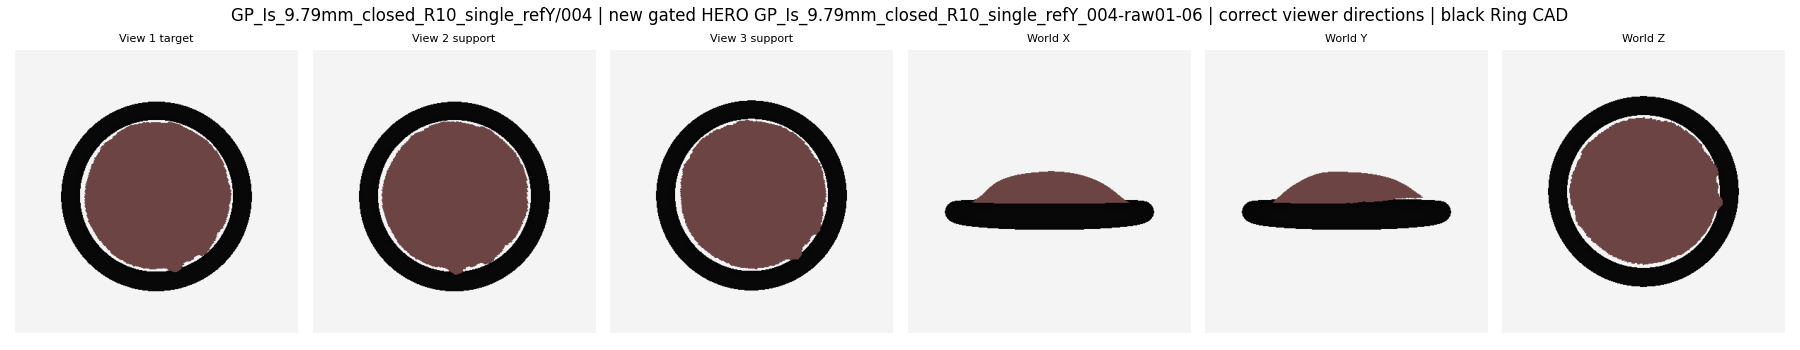 GP_Is_9.79mm_closed_R10_single_refY/004 | new gated HERO GP_Is_9.79mm_closed_R10_single_refY_004-raw01-06 | correct viewer directions | black Ring CAD
View 1 target
View 2 support
View 3 support
World X
World Y
World Z